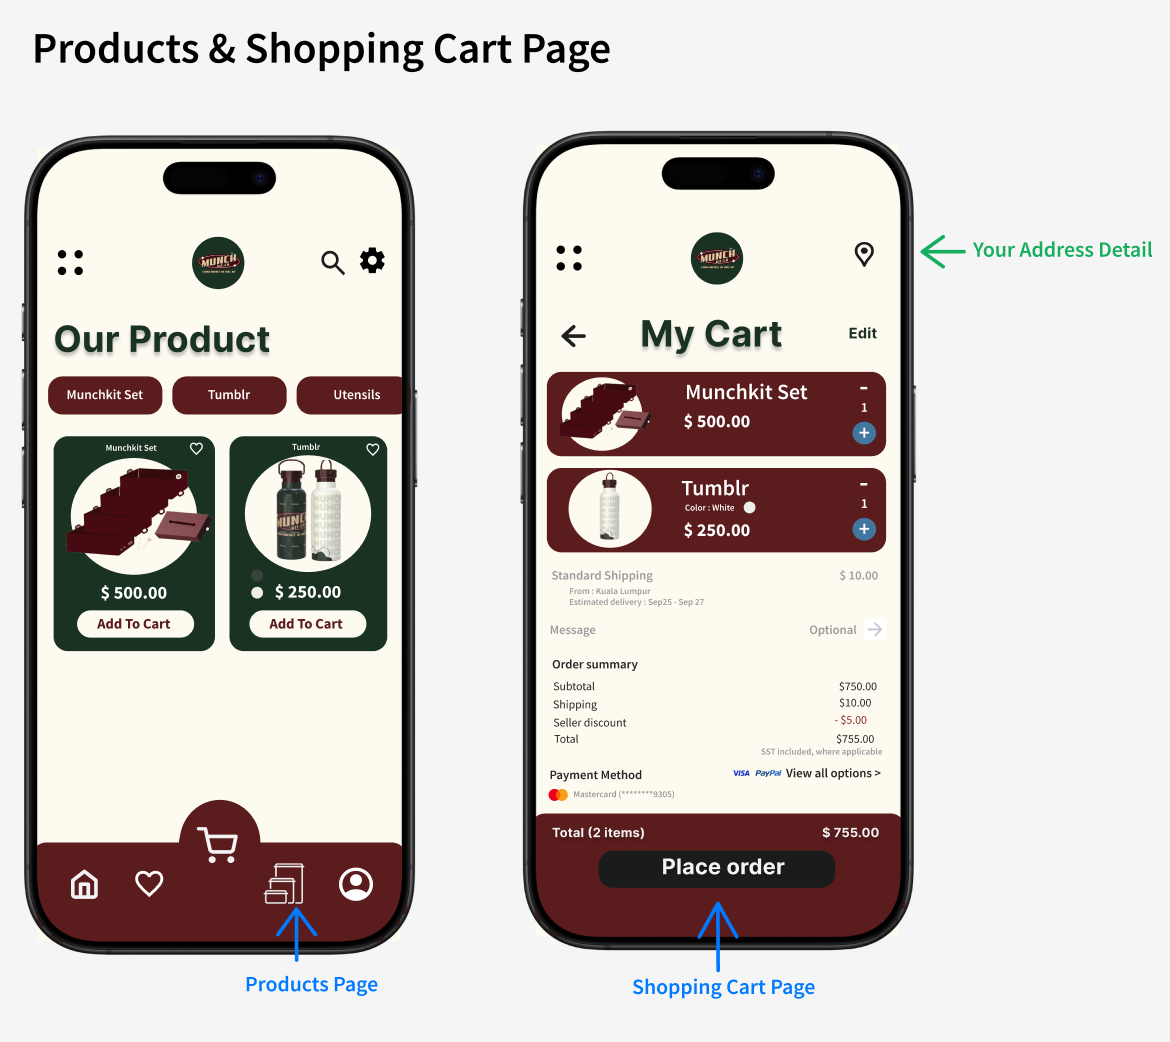 Products & Shopping Cart Page
MUNCH
Our Product
Munchkit Set
Tumblr
Utensils
Munchkit Set
Tumblr
MUNCH
$ 500.00
$ 250.00
Add To Cart
Add To Cart
Products Page
MUNCH
Your Address Detail
My Cart
Edit
Munchkit Set
-
1
$ 500.00
+
Tumblr
-
Color : White
1
$ 250.00
+
Standard Shipping $ 10.00
From : Kuala Lumpur
Estimated delivery : Sep25 - Sep 27
Message Optional
Order summary
Subtotal $750.00
Shipping $10.00
Seller discount - $5.00
Total $755.00
SST included, where applicable
Payment Method VISA PayPal View all options >
Mastercard (********9305)
Total (2 items) $ 755.00
Place order
Shopping Cart Page